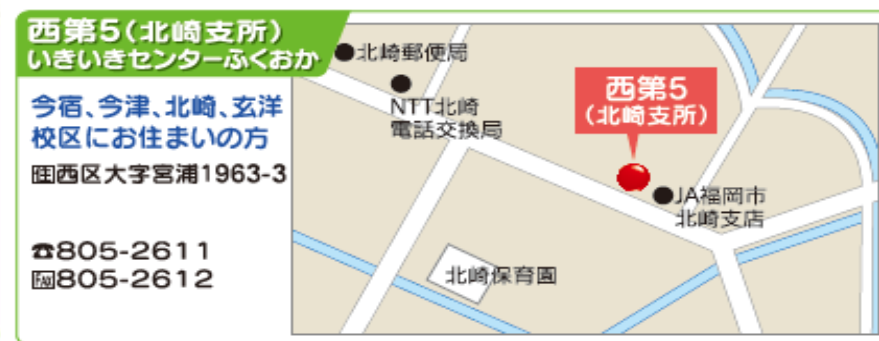 西第5(北崎支所)
いきいきセンターふくおか
今宿、今津、北崎、玄洋
校区にお住まいの方
住西区大字宮浦1963-3
☎805-2611
FAX805-2612
●北崎郵便局
●
NTT北崎
電話交換局
西第5
(北崎支所)
●JA福岡市
北崎支店
北崎保育園